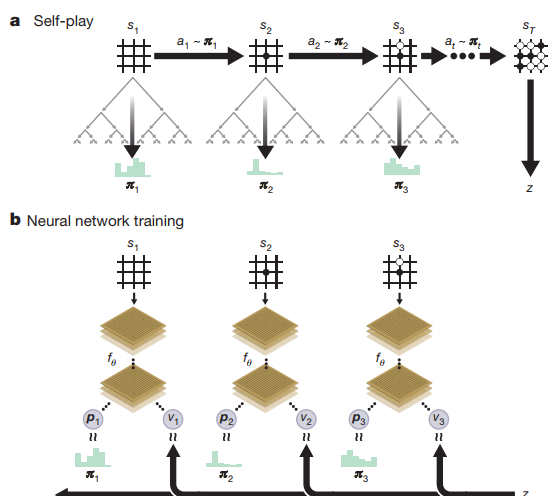 a Self-play
s1 s2 s3 sT
a1 ~ π1 a2 ~ π2 at ~ πt
π1 π2 π3 z
b Neural network training
s1 s2 s3
fθ fθ fθ
p1 v1 p2 v2 p3 v3
≈ ≈ ≈ ≈ ≈ ≈
π1 π2 π3
z